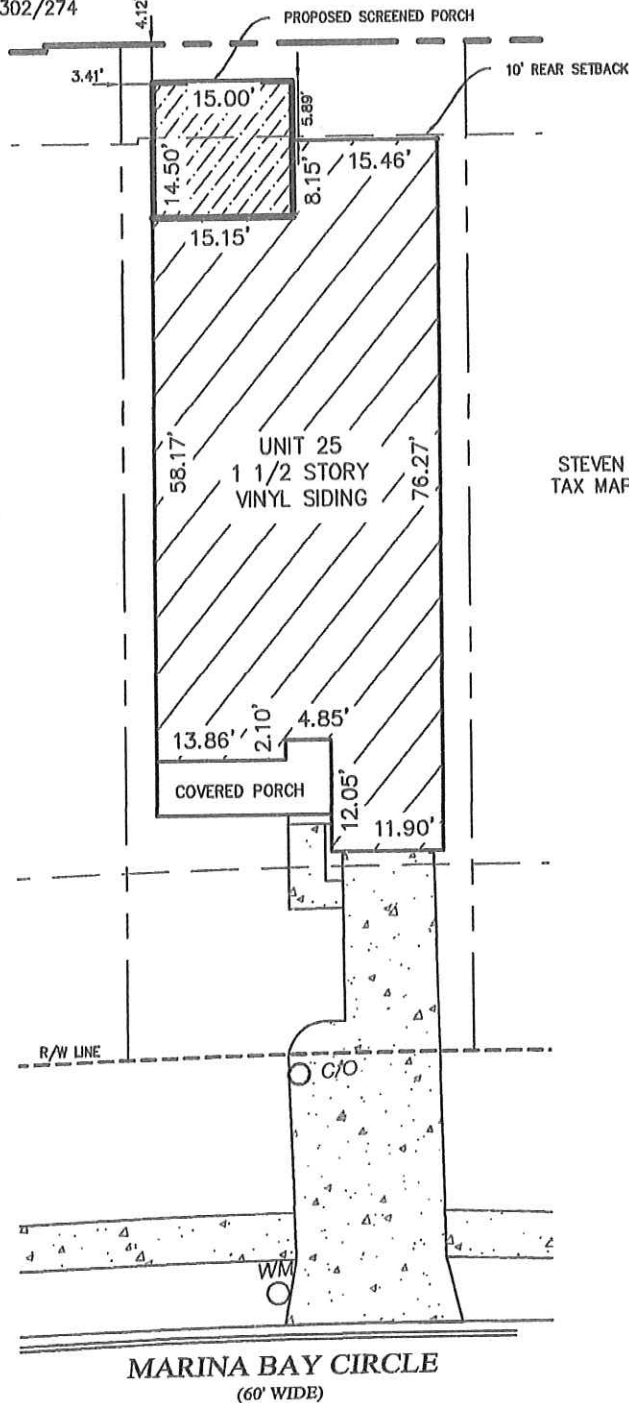 302/274
4.12'
PROPOSED SCREENED PORCH
3.41'
10' REAR SETBACK
15.00'
5.89'
14.50'
8.15'
15.46'
15.15'
58.17'
UNIT 25
1 1/2 STORY
VINYL SIDING
76.27'
STEVEN
TAX MAP
13.86'
2.10'
4.85'
COVERED PORCH
12.05'
11.90'
R/W LINE
C/O
WM
MARINA BAY CIRCLE
(60' WIDE)